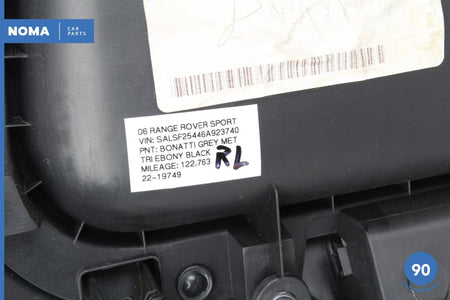 NOMA CAR PARTS
06 RANGE ROVER SPORT
VIN: SALSF25446A923740
PNT: BONATTI GREY MET
TRI EBONY BLACK
MILEAGE: 122.763
22-19749
RL
90